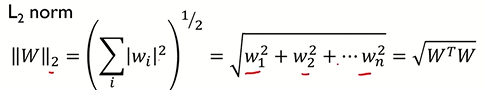 L₂ norm
‖W‖₂ = (∑ᵢ|wᵢ|²)^1/2 = √(w₁² + w₂² + ⋯ wₙ²) = √(WᵀW)